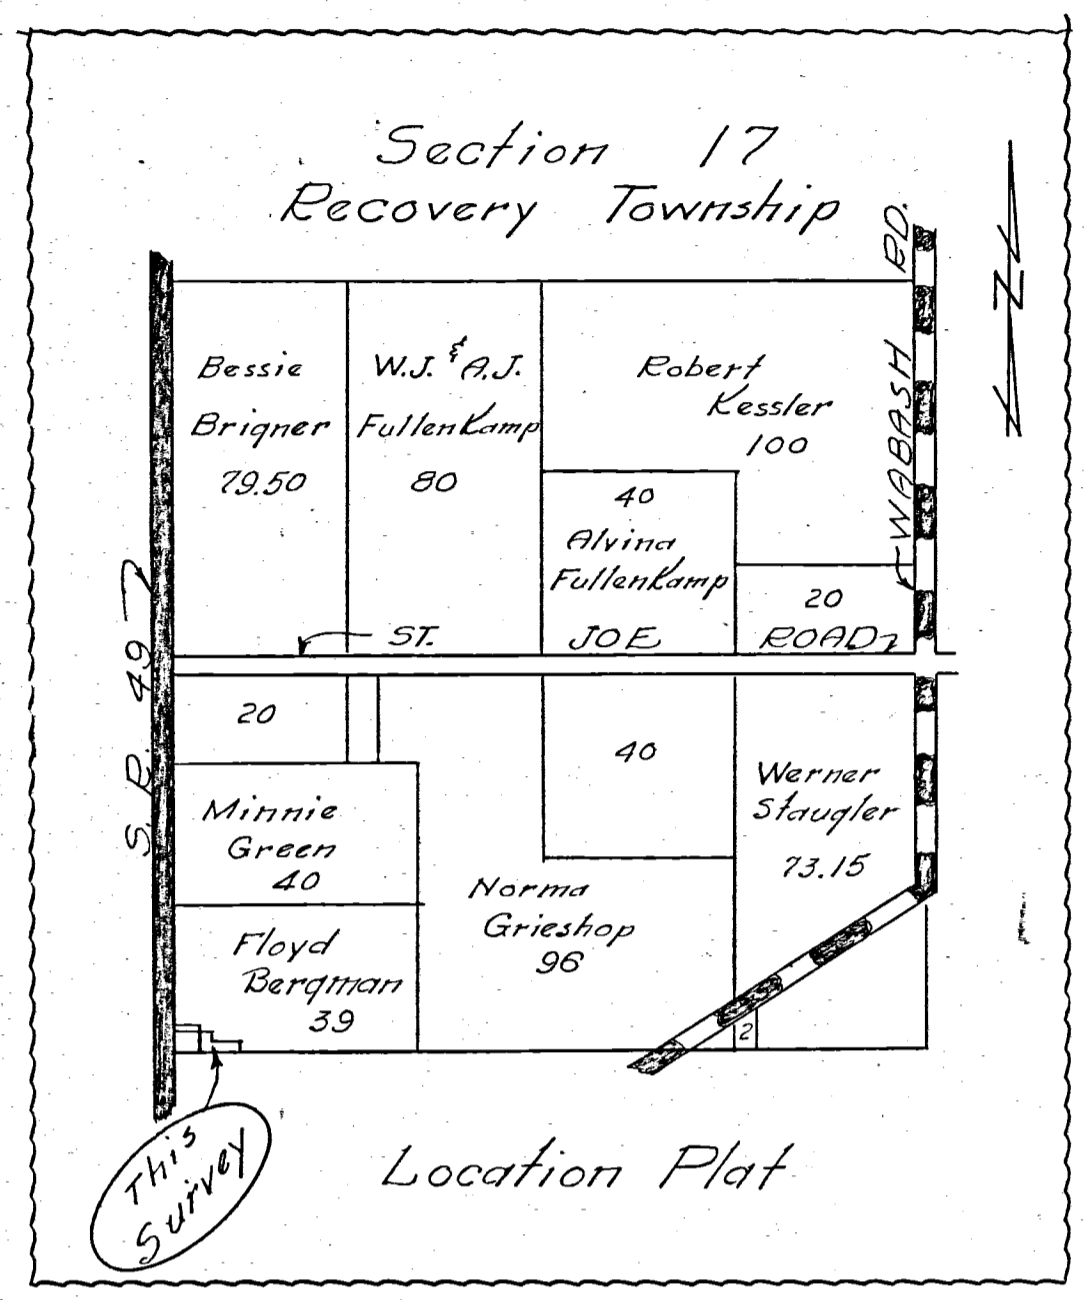 Section 17
Recovery Township
Bessie
Brigner
79.50
W.J. & A.J.
FullenKamp
80
Robert
Kessler
100
WABASH RD.
N
40
Alvina
FullenKamp
20
S. R. 49
ST. JOE ROAD
20
40
Minnie
Green
40
Werner
Staugler
73.15
Norma
Grieshop
96
Floyd
Bergman
39
2
This
Survey
Location Plat